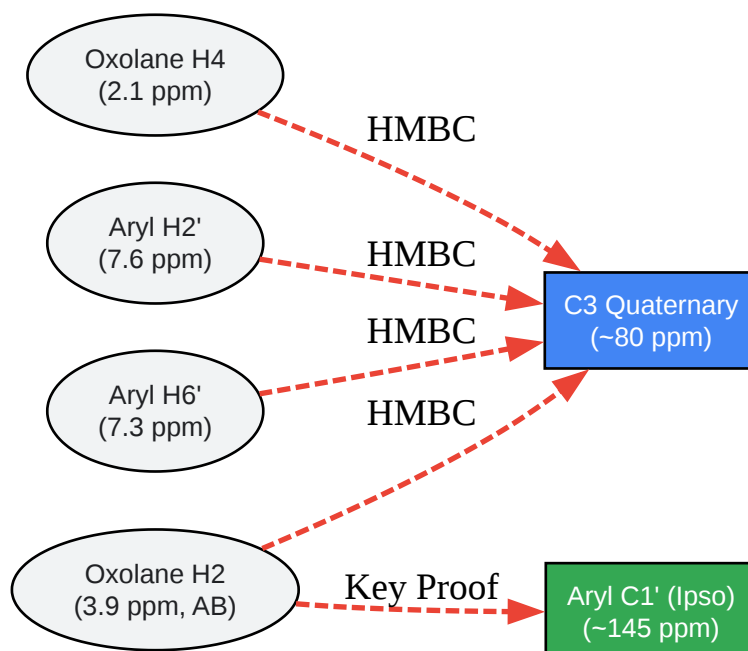 Oxolane H4
(2.1 ppm)
HMBC
Aryl H2'
(7.6 ppm)
HMBC
C3 Quaternary
(~80 ppm)
HMBC
Aryl H6'
(7.3 ppm)
HMBC
Oxolane H2
(3.9 ppm, AB)
Key Proof
Aryl C1' (Ipso)
(~145 ppm)